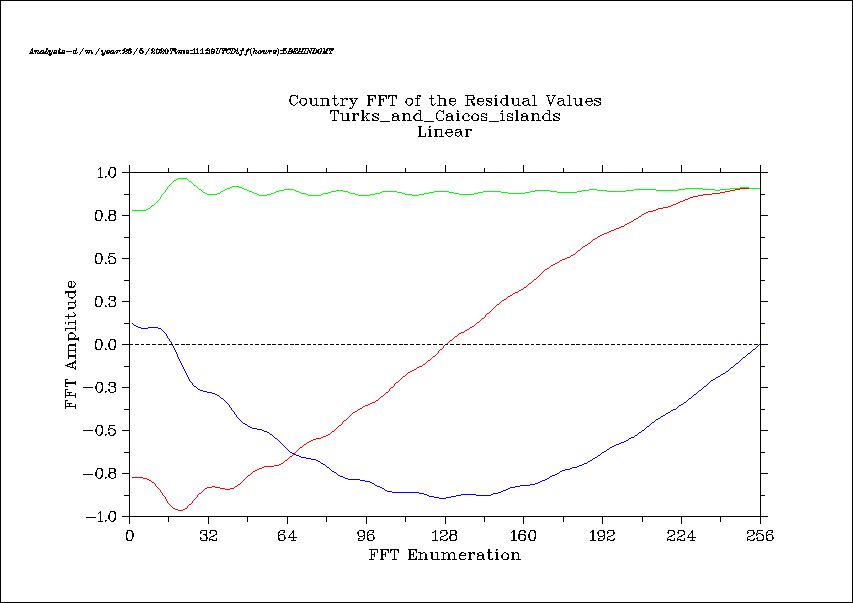 Country FFT of the Residual Values
Turks_and_Caicos_islands
Linear
1.0
0.8
0.5
0.3
0.0
−0.3
−0.5
−0.8
−1.0
FFT Amplitude
0 32 64 96 128 160 192 224 256
FFT Enumeration